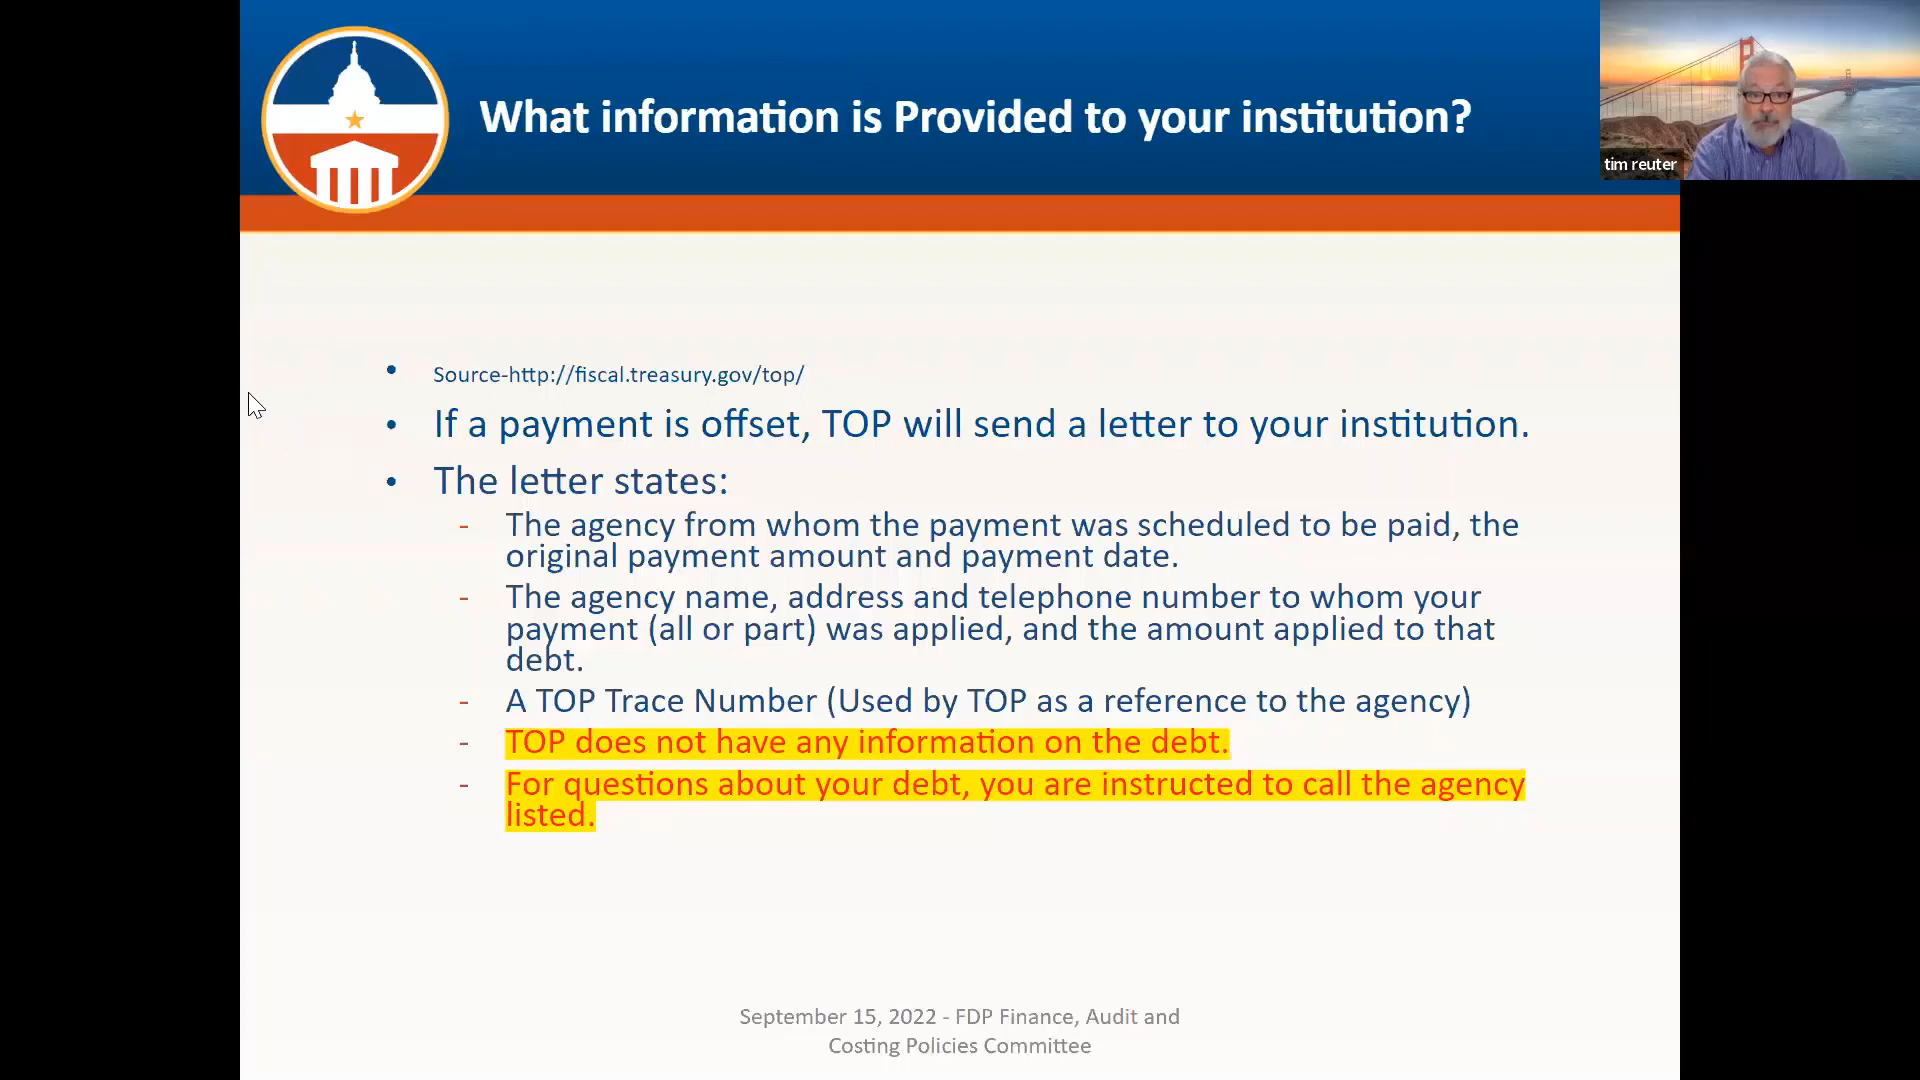 What information is Provided to your institution?
tim reuter
• Source-http://fiscal.treasury.gov/top/
• If a payment is offset, TOP will send a letter to your institution.
• The letter states:
- The agency from whom the payment was scheduled to be paid, the
original payment amount and payment date.
- The agency name, address and telephone number to whom your
payment (all or part) was applied, and the amount applied to that
debt.
- A TOP Trace Number (Used by TOP as a reference to the agency)
- TOP does not have any information on the debt.
- For questions about your debt, you are instructed to call the agency
listed.
September 15, 2022 - FDP Finance, Audit and
Costing Policies Committee